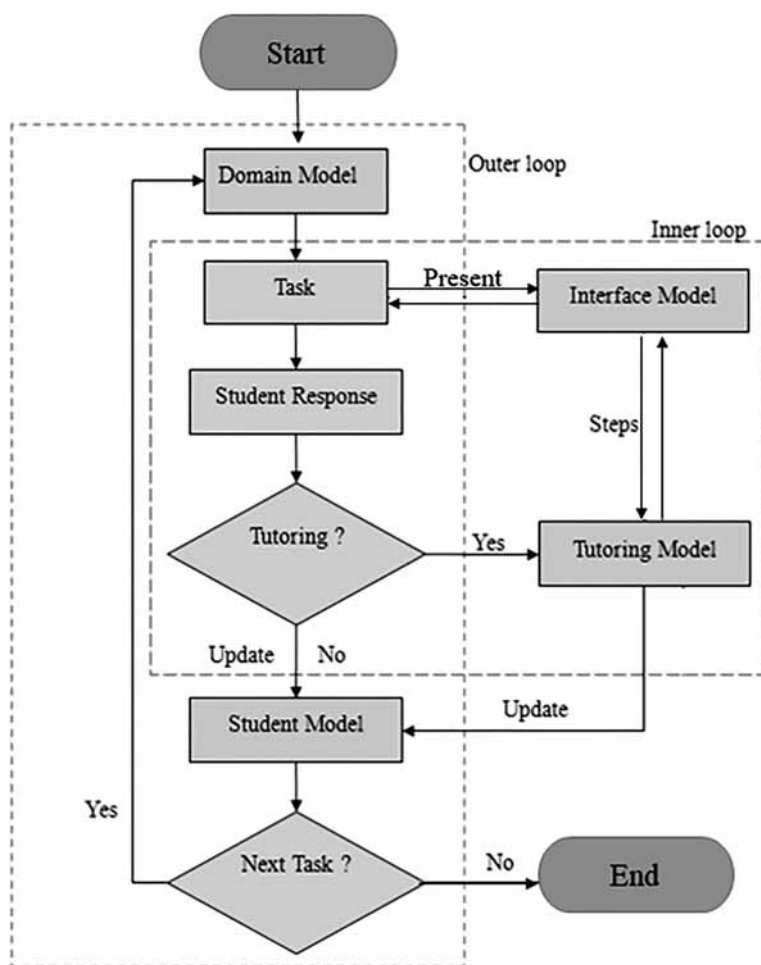 Start
Outer loop
Domain Model
Inner loop
Task
Present
Interface Model
Student Response
Steps
Tutoring ?
Yes
Tutoring Model
Update No
Student Model
Update
Yes
Next Task ?
No
End